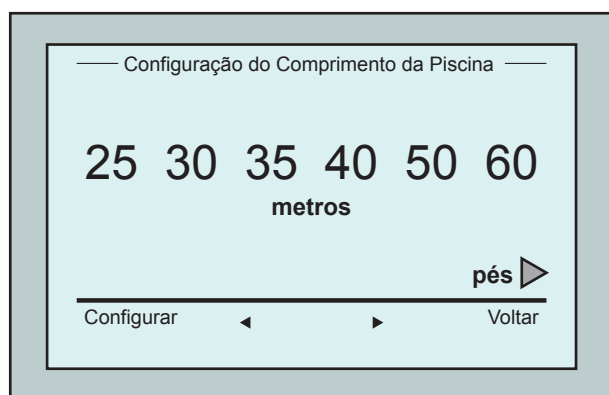 Configuração do Comprimento da Piscina
25 30 35 40 50 60
metros
pés
Configurar Voltar